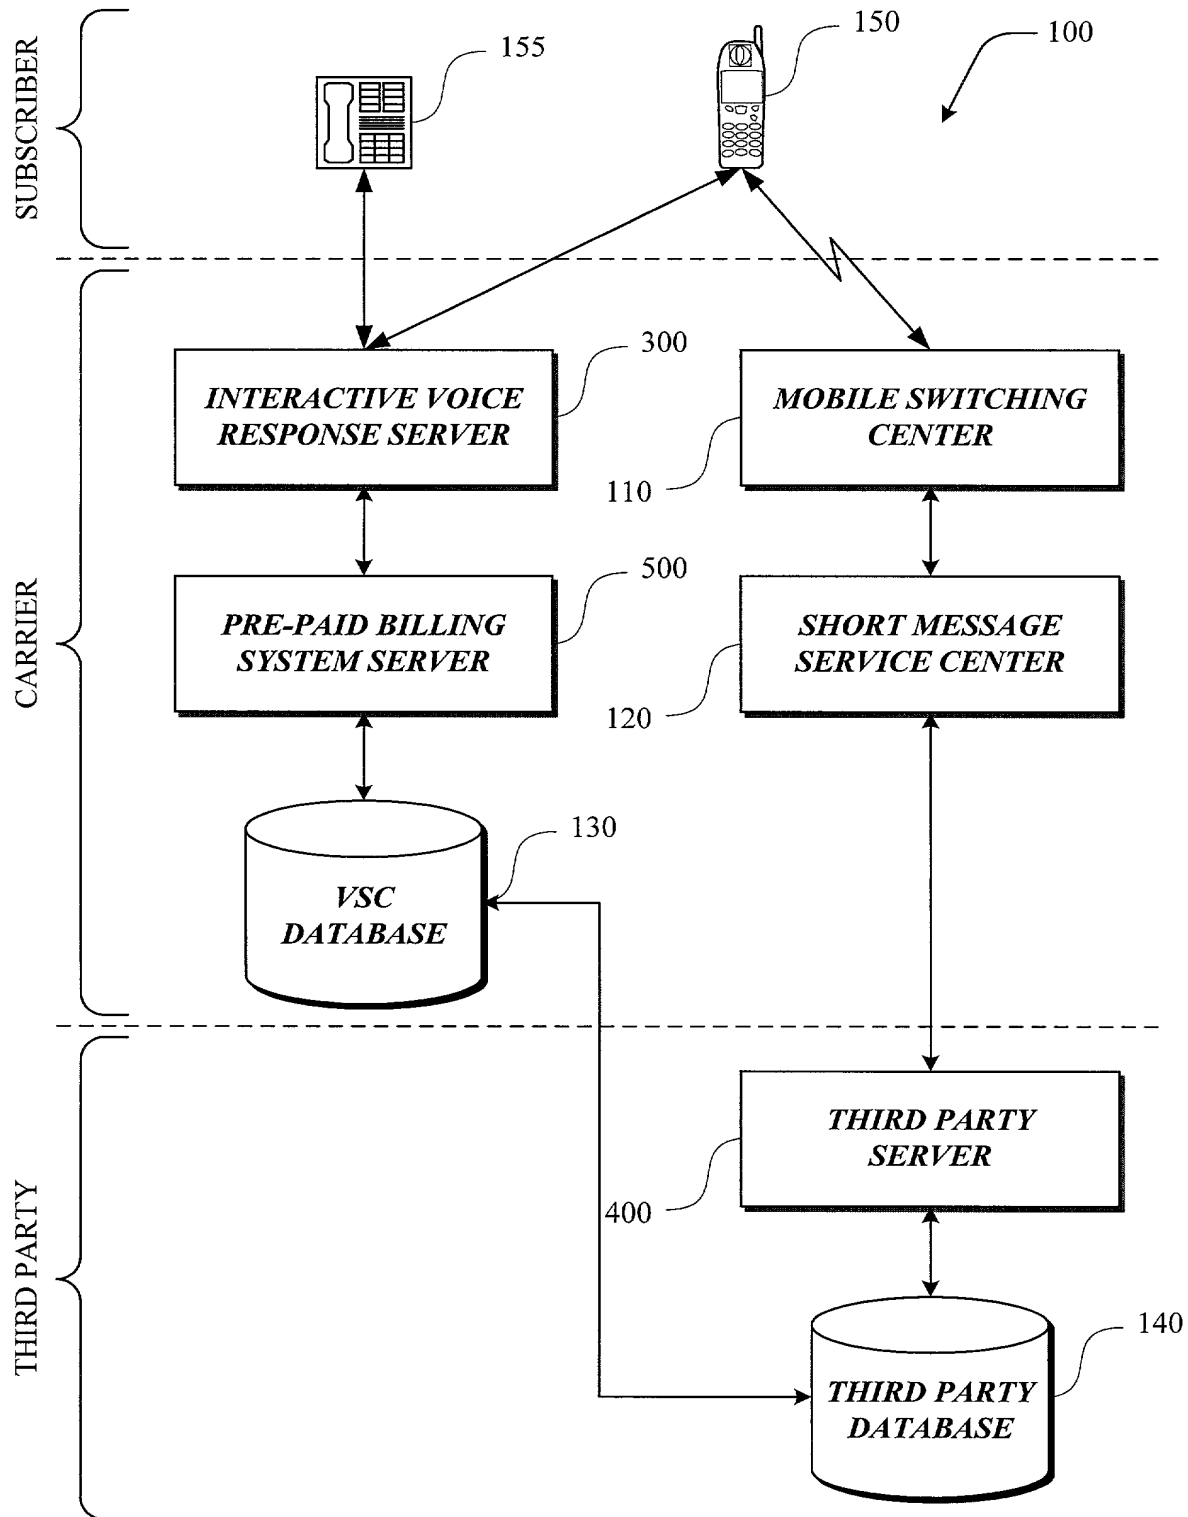 SUBSCRIBER
155
150
100
CARRIER
300
INTERACTIVE VOICE
RESPONSE SERVER
MOBILE SWITCHING
CENTER
110
500
PRE-PAID BILLING
SYSTEM SERVER
SHORT MESSAGE
SERVICE CENTER
120
130
VSC
DATABASE
THIRD PARTY
THIRD PARTY
SERVER
400
140
THIRD PARTY
DATABASE